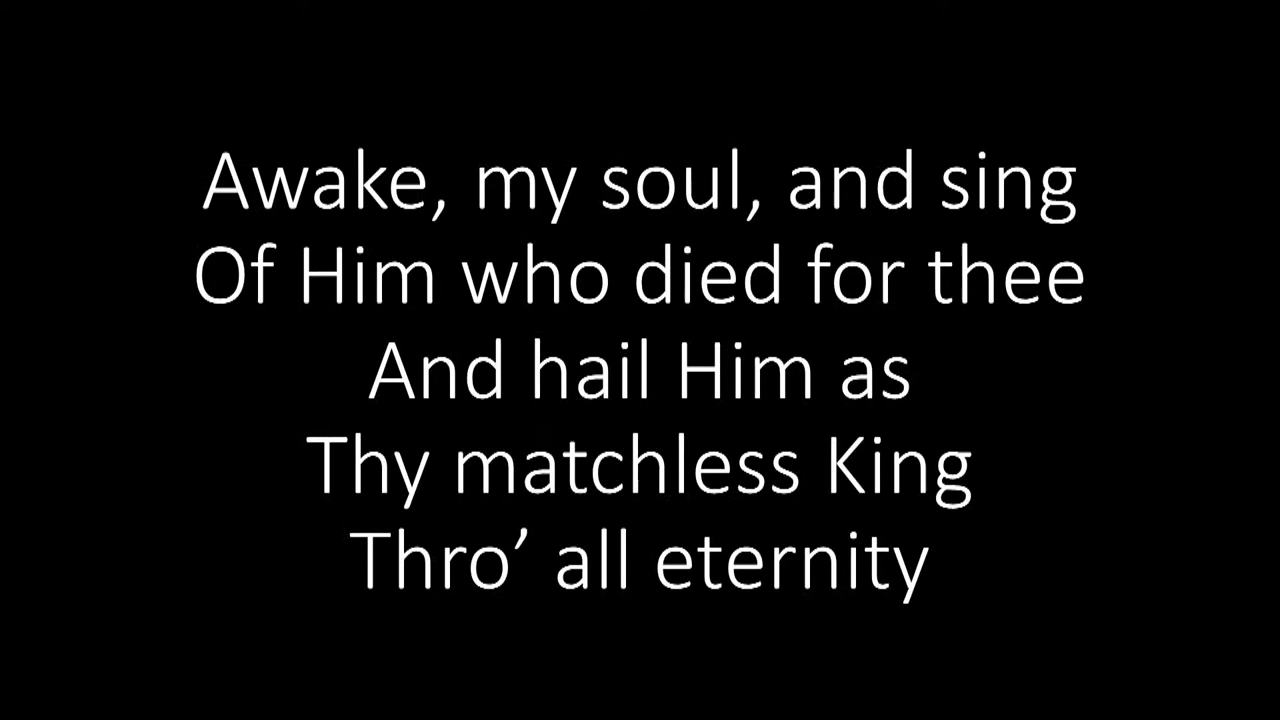 Awake, my soul, and sing
Of Him who died for thee
And hail Him as
Thy matchless King
Thro’ all eternity